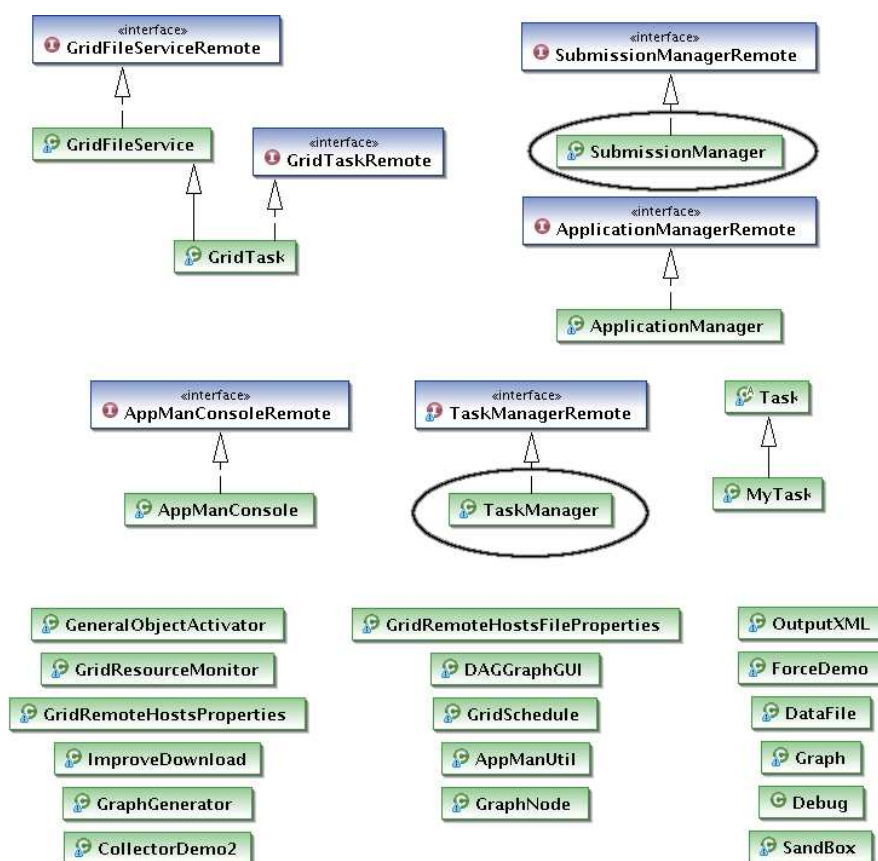 «interface»
GridFileServiceRemote
GridFileService
«interface»
GridTaskRemote
GridTask
«interface»
SubmissionManagerRemote
SubmissionManager
«interface»
ApplicationManagerRemote
ApplicationManager
«interface»
AppManConsoleRemote
AppManConsole
«interface»
TaskManagerRemote
TaskManager
Task
MyTask
GeneralObjectActivator
GridResourceMonitor
GridRemoteHostsProperties
ImproveDownload
GraphGenerator
CollectorDemo2
GridRemoteHostsFileProperties
DAGGraphGUI
GridSchedule
AppManUtil
GraphNode
OutputXML
ForceDemo
DataFile
Graph
Debug
SandBox